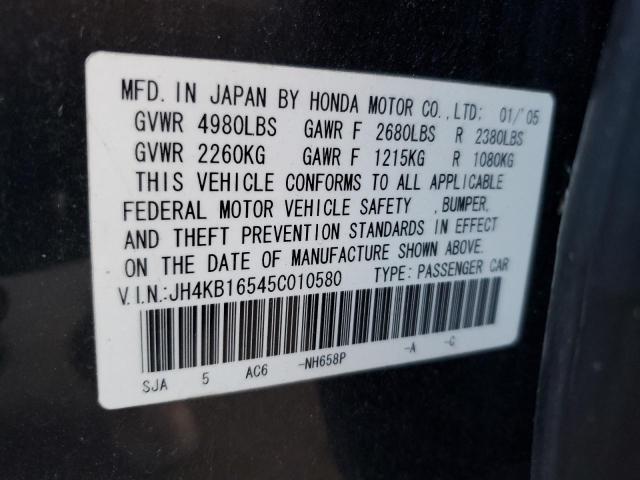 MFD. IN JAPAN BY HONDA MOTOR CO.,LTD: 01/'05
GVWR 4980LBS GAWR F 2680LBS R 2380LBS
GVWR 2260KG GAWR F 1215KG R 1080KG
THIS VEHICLE CONFORMS TO ALL APPLICABLE
FEDERAL MOTOR VEHICLE SAFETY ,BUMPER,
AND THEFT PREVENTION STANDARDS IN EFFECT
ON THE DATE OF MANUFACTURE SHOWN ABOVE.
V.I.N.:JH4KB16545C010580 TYPE: PASSENGER CAR
SJA 5 AC6 -NH658P -A -C